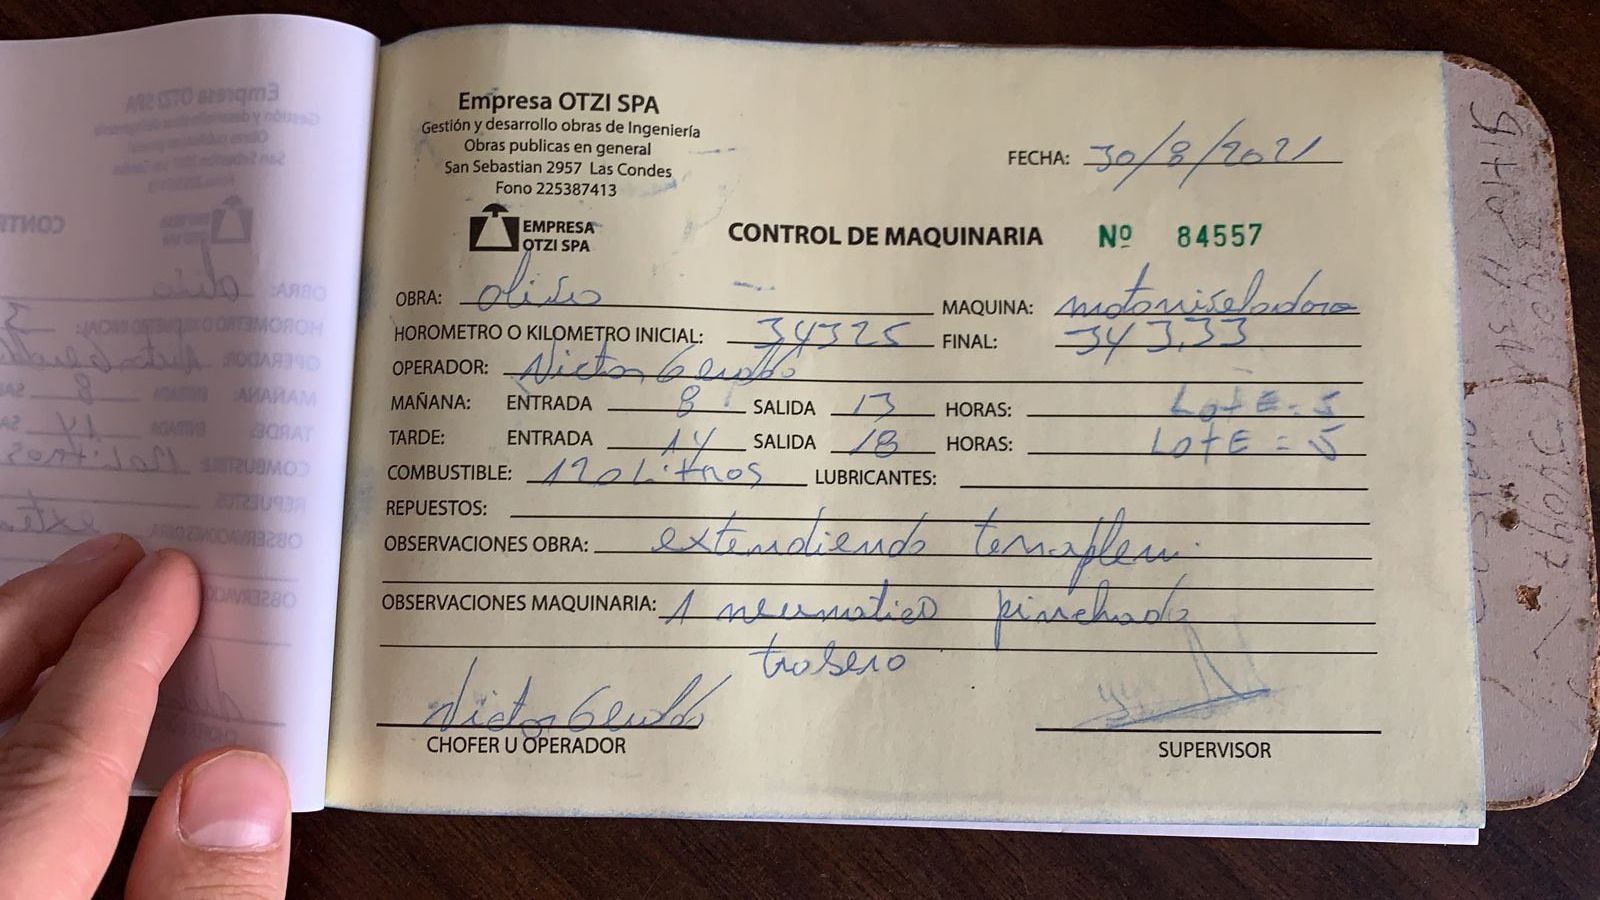 Empresa OTZI SPA
Gestión y desarrollo obras de Ingeniería
Obras publicas en general
San Sebastian 2957 Las Condes
Fono 225387413
EMPRESA
OTZI SPA
FECHA: 30/8/2021
CONTROL DE MAQUINARIA Nº 84557
OBRA: MAQUINA: motoniveladora
HOROMETRO O KILOMETRO INICIAL: 34325 FINAL: 343,33
OPERADOR: Victor
MAÑANA: ENTRADA 8 SALIDA 13 HORAS: LotE = 5
TARDE: ENTRADA 14 SALIDA 18 HORAS: LotE = 5
COMBUSTIBLE: 120 Litros LUBRICANTES:
REPUESTOS:
OBSERVACIONES OBRA: extendiendo terraplen.
OBSERVACIONES MAQUINARIA: 1 neumatico pinchado
trasero
Victor
CHOFER U OPERADOR
SUPERVISOR